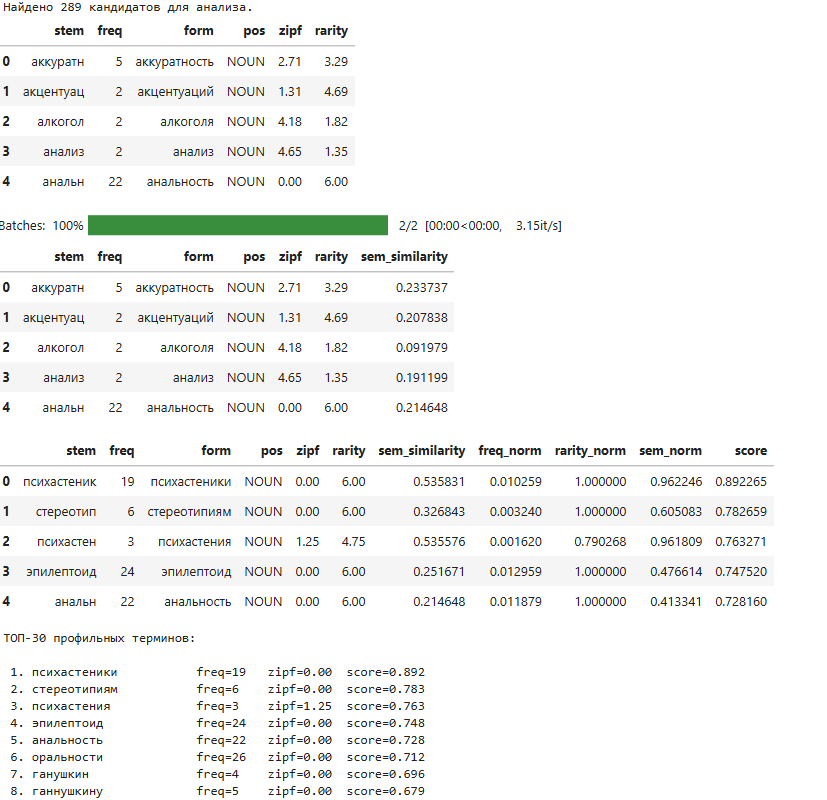 Найдено 289 кандидатов для анализа.
stem freq form pos zipf rarity
0 аккуратн 5 аккуратность NOUN 2.71 3.29
1 акцентуац 2 акцентуаций NOUN 1.31 4.69
2 алкогол 2 алкоголя NOUN 4.18 1.82
3 анализ 2 анализ NOUN 4.65 1.35
4 анальн 22 анальность NOUN 0.00 6.00
Batches: 100% 2/2 [00:00<00:00, 3.15it/s]
stem freq form pos zipf rarity sem_similarity
0 аккуратн 5 аккуратность NOUN 2.71 3.29 0.233737
1 акцентуац 2 акцентуаций NOUN 1.31 4.69 0.207838
2 алкогол 2 алкоголя NOUN 4.18 1.82 0.091979
3 анализ 2 анализ NOUN 4.65 1.35 0.191199
4 анальн 22 анальность NOUN 0.00 6.00 0.214648
stem freq form pos zipf rarity sem_similarity freq_norm rarity_norm sem_norm score
0 психастеник 19 психастеники NOUN 0.00 6.00 0.535831 0.010259 1.000000 0.962246 0.892265
1 стереотип 6 стереотипиям NOUN 0.00 6.00 0.326843 0.003240 1.000000 0.605083 0.782659
2 психастен 3 психастения NOUN 1.25 4.75 0.535576 0.001620 0.790268 0.961809 0.763271
3 эпилептоид 24 эпилептоид NOUN 0.00 6.00 0.251671 0.012959 1.000000 0.476614 0.747520
4 анальн 22 анальность NOUN 0.00 6.00 0.214648 0.011879 1.000000 0.413341 0.728160
ТОП-30 профильных терминов:
1. психастеники freq=19 zipf=0.00 score=0.892
2. стереотипиям freq=6 zipf=0.00 score=0.783
3. психастения freq=3 zipf=1.25 score=0.763
4. эпилептоид freq=24 zipf=0.00 score=0.748
5. анальность freq=22 zipf=0.00 score=0.728
6. оральности freq=26 zipf=0.00 score=0.712
7. ганушкин freq=4 zipf=0.00 score=0.696
8. ганнушкину freq=5 zipf=0.00 score=0.679